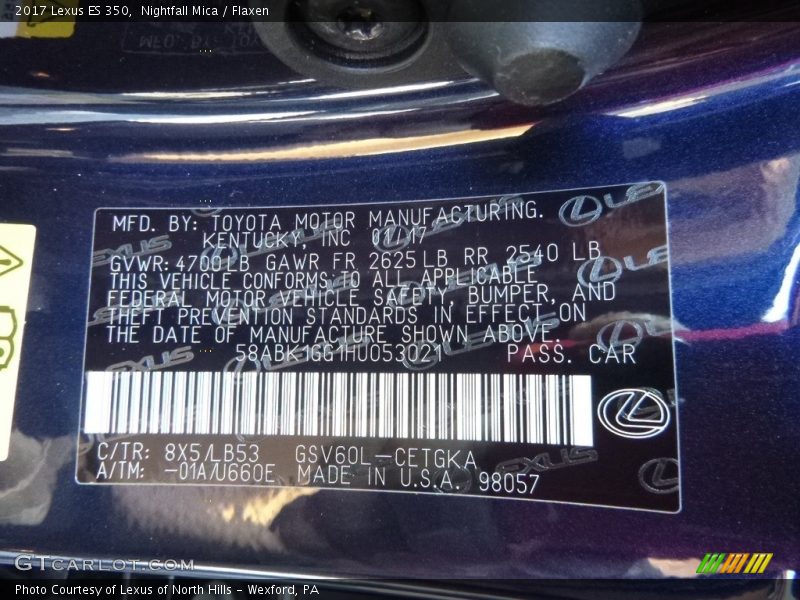 2017 Lexus ES 350, Nightfall Mica / Flaxen
MFD. BY: TOYOTA MOTOR MANUFACTURING.
KENTUCKY, INC 01/17
GVWR: 4700LB GAWR FR 2625LB RR 2540 LB
THIS VEHICLE CONFORMS TO ALL APPLICABLE
FEDERAL MOTOR VEHICLE SAFETY, BUMPER, AND
THEFT PREVENTION STANDARDS IN EFFECT ON
THE DATE OF MANUFACTURE SHOWN ABOVE.
58ABK1GG1HU053021 PASS. CAR
C/TR: 8X5/LB53 GSV60L-CETGKA
A/TM: -01A/U660E MADE IN U.S.A. 98057
GTcarlot.com
Photo Courtesy of Lexus of North Hills – Wexford, PA